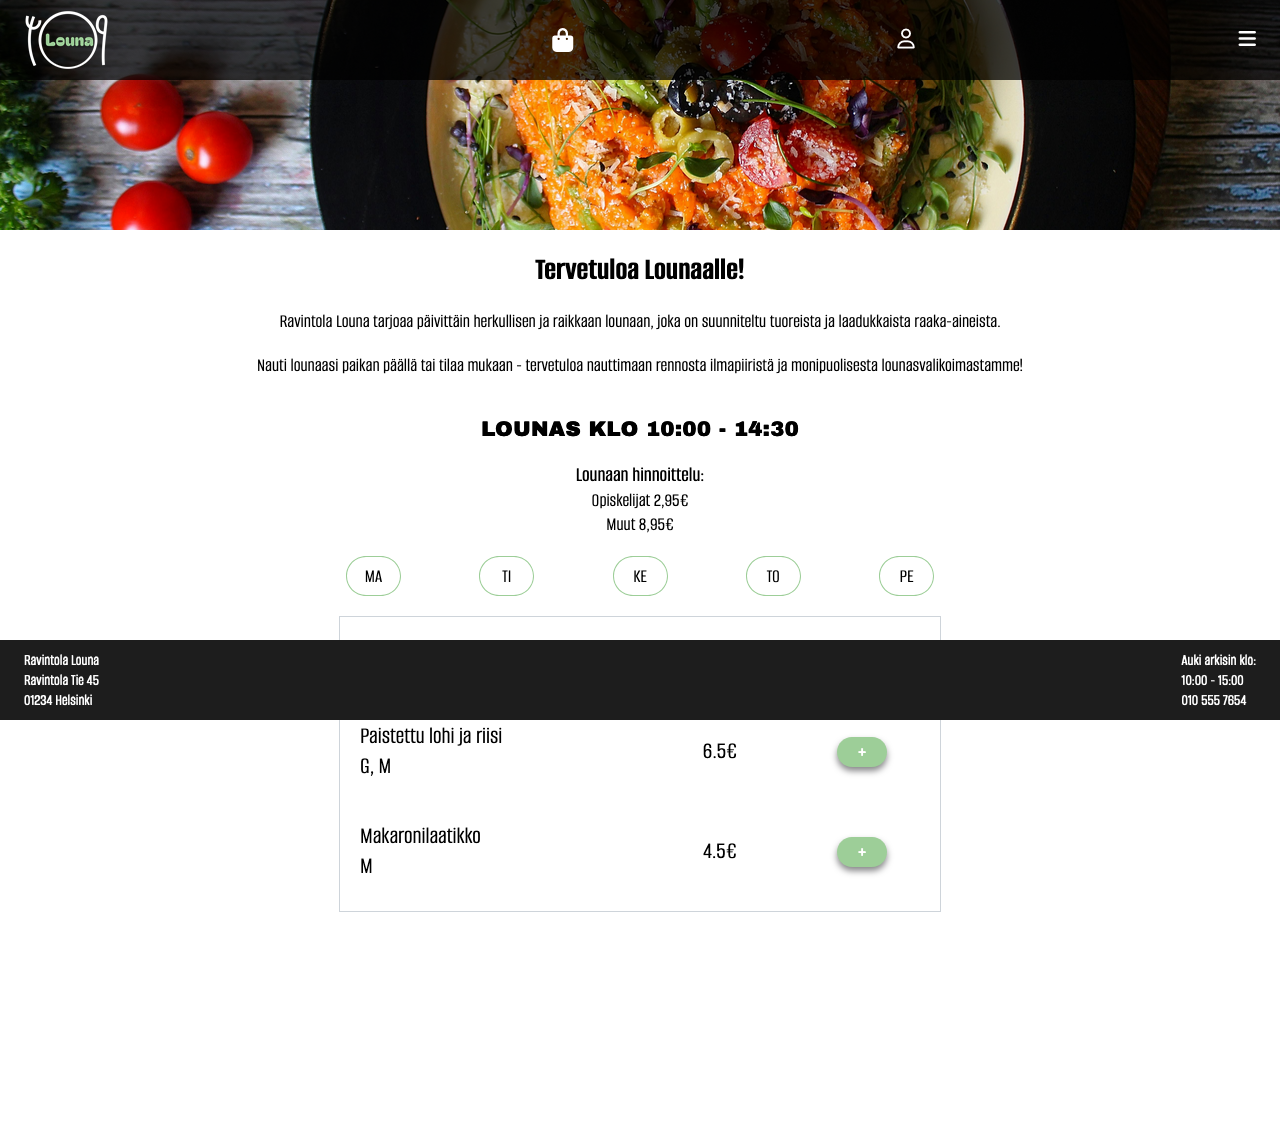 Louna
Tervetuloa Lounaalle!
Ravintola Louna tarjoaa päivittäin herkullisen ja raikkaan lounaan, joka on suunniteltu tuoreista ja laadukkaista raaka-aineista.
Nauti lounaasi paikan päällä tai tilaa mukaan - tervetuloa nauttimaan rennosta ilmapiiristä ja monipuolisesta lounasvalikoimastamme!
LOUNAS KLO 10:00 - 14:30
Lounaan hinnoittelu:
Opiskelijat 2,95€
Muut 8,95€
MA
TI
KE
TO
PE
Ravintola Louna
Ravintola Tie 45
01234 Helsinki
Auki arkisin klo:
10:00 - 15:00
010 555 7654
Paistettu lohi ja riisi
G, M
6.5€
+
Makaronilaatikko
M
4.5€
+